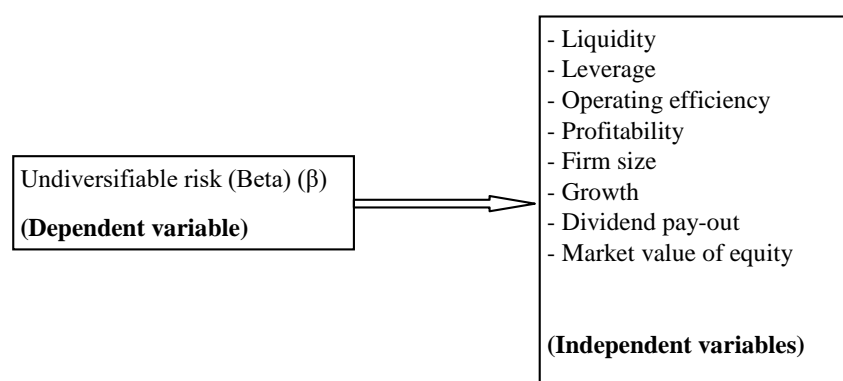 Undiversifiable risk (Beta) (β)
(Dependent variable)
- Liquidity
- Leverage
- Operating efficiency
- Profitability
- Firm size
- Growth
- Dividend pay-out
- Market value of equity
(Independent variables)